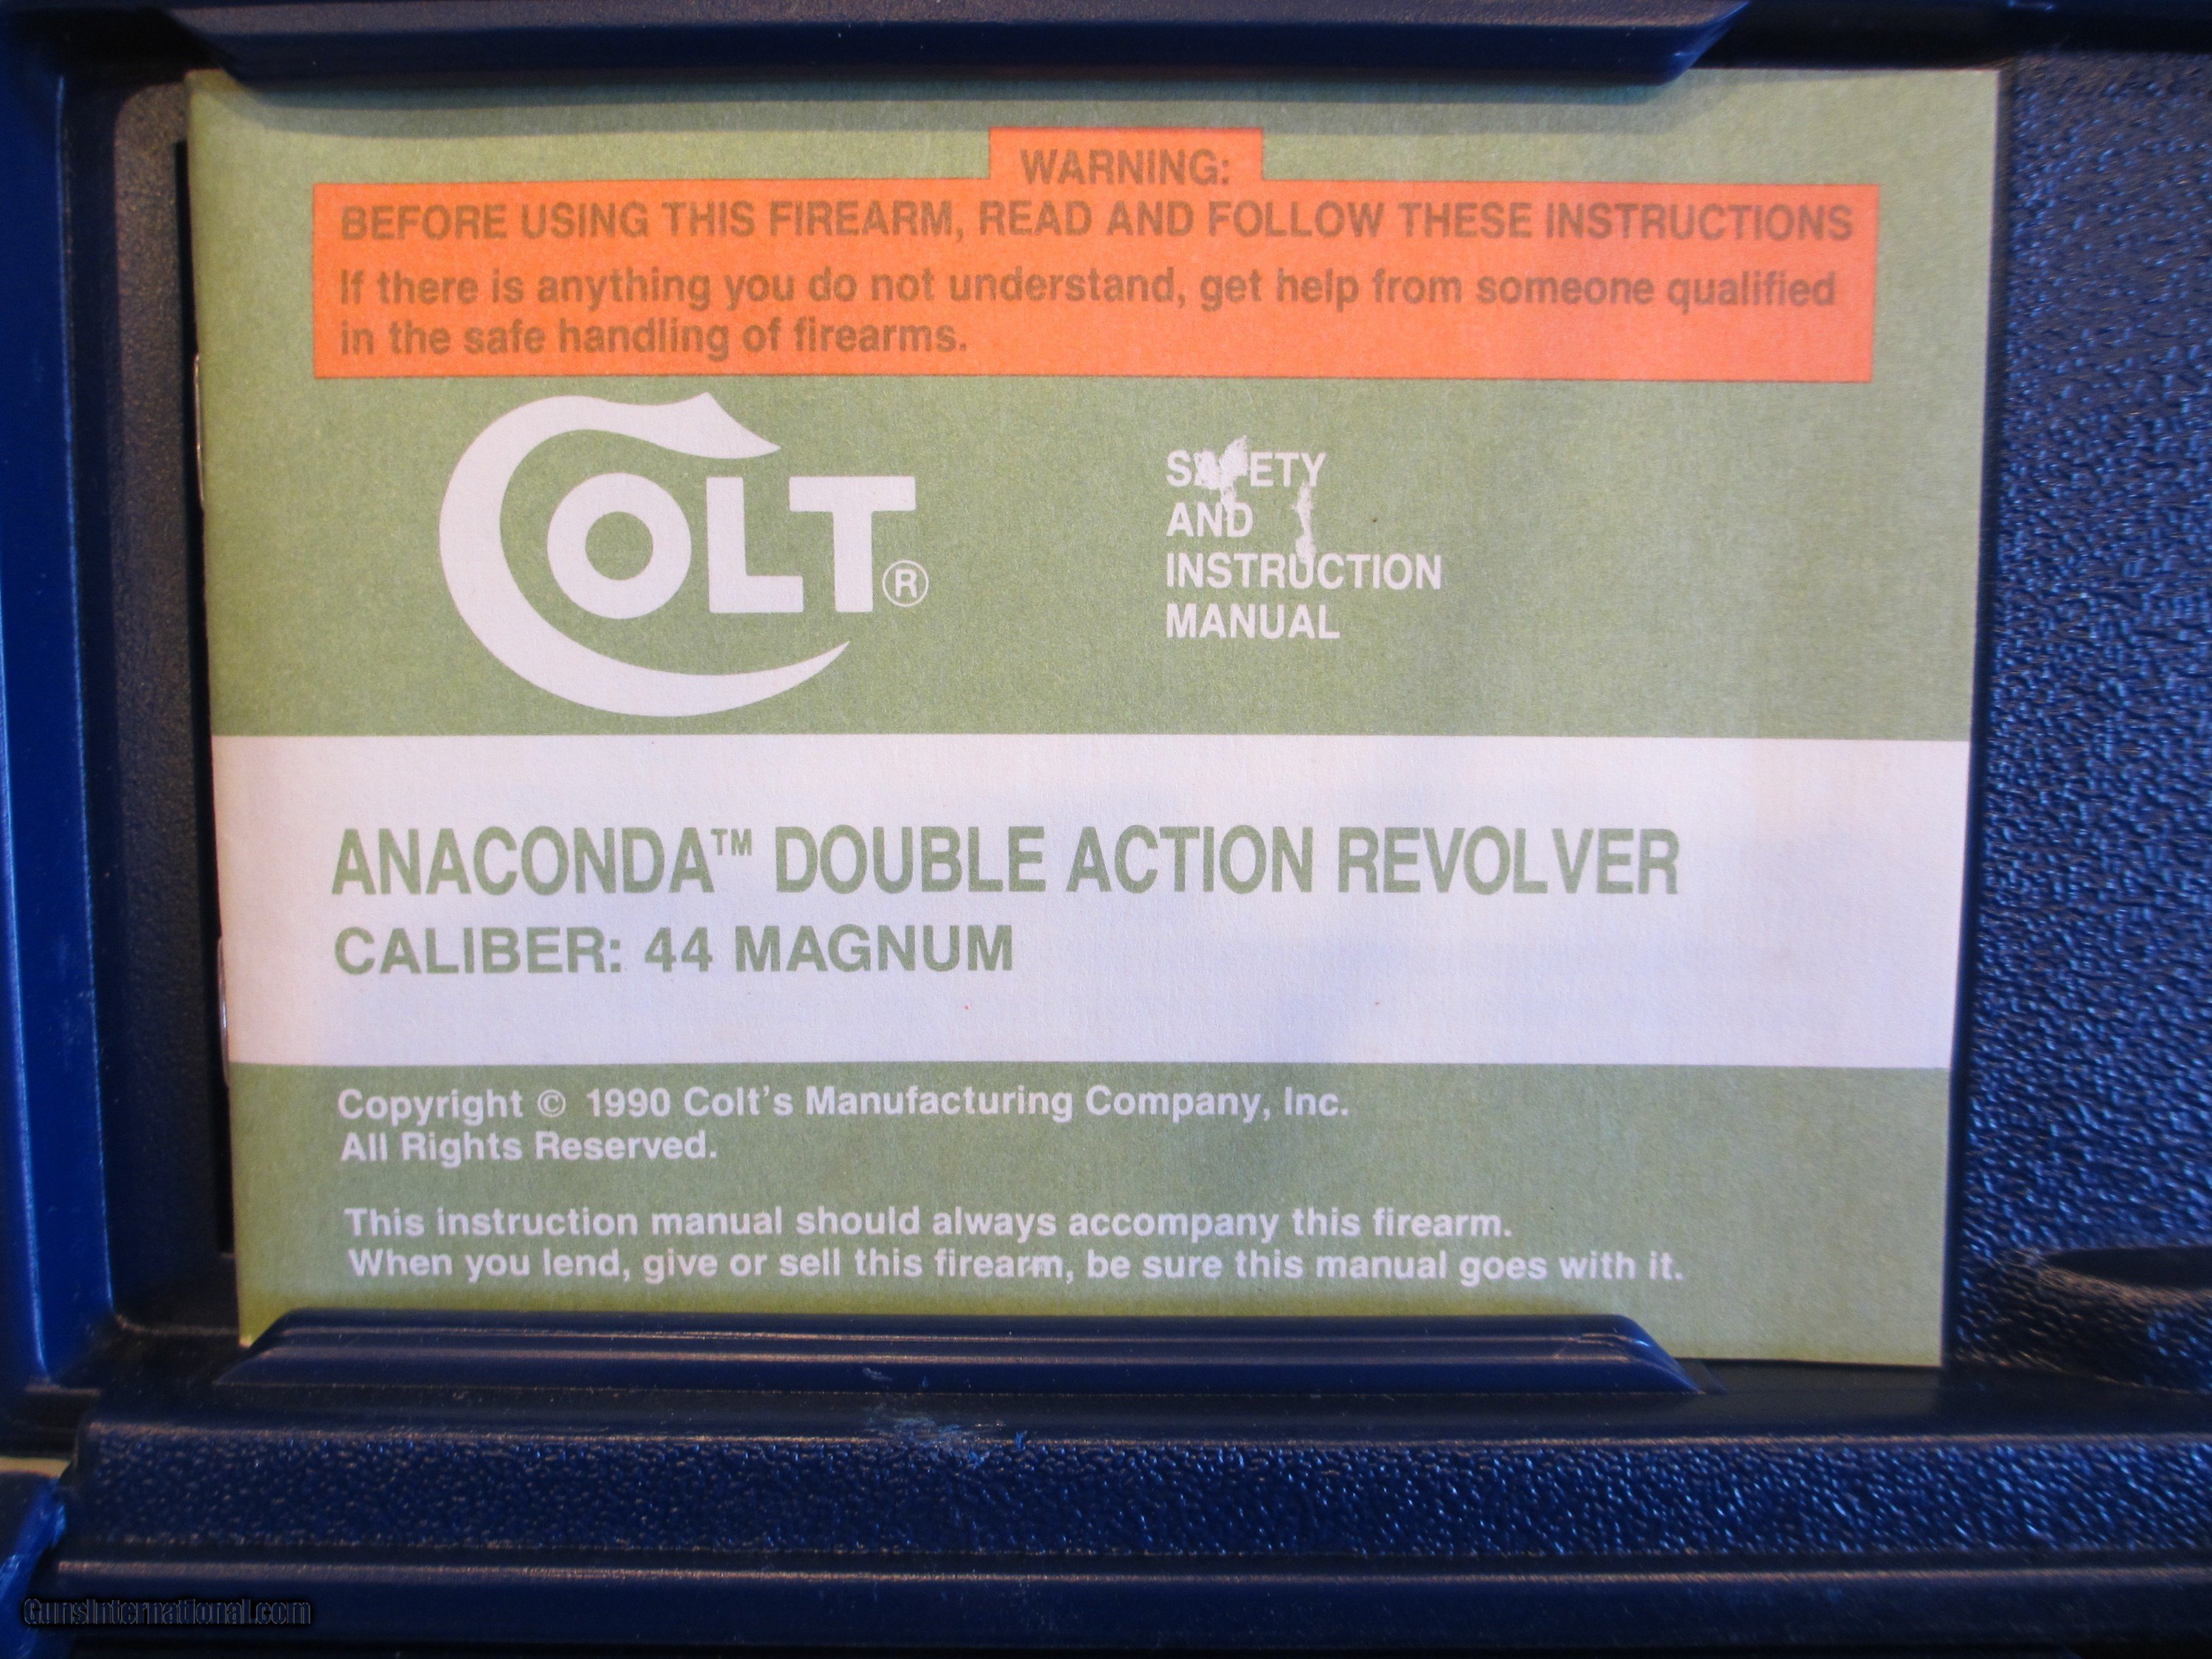 WARNING:
BEFORE USING THIS FIREARM, READ AND FOLLOW THESE INSTRUCTIONS
If there is anything you do not understand, get help from someone qualified
in the safe handling of firearms.
COLT®
SAFETY
AND
INSTRUCTION
MANUAL
ANACONDA™ DOUBLE ACTION REVOLVER
CALIBER: 44 MAGNUM
Copyright © 1990 Colt's Manufacturing Company, Inc.
All Rights Reserved.
This instruction manual should always accompany this firearm.
When you lend, give or sell this firearm, be sure this manual goes with it.
GunsInternational.com